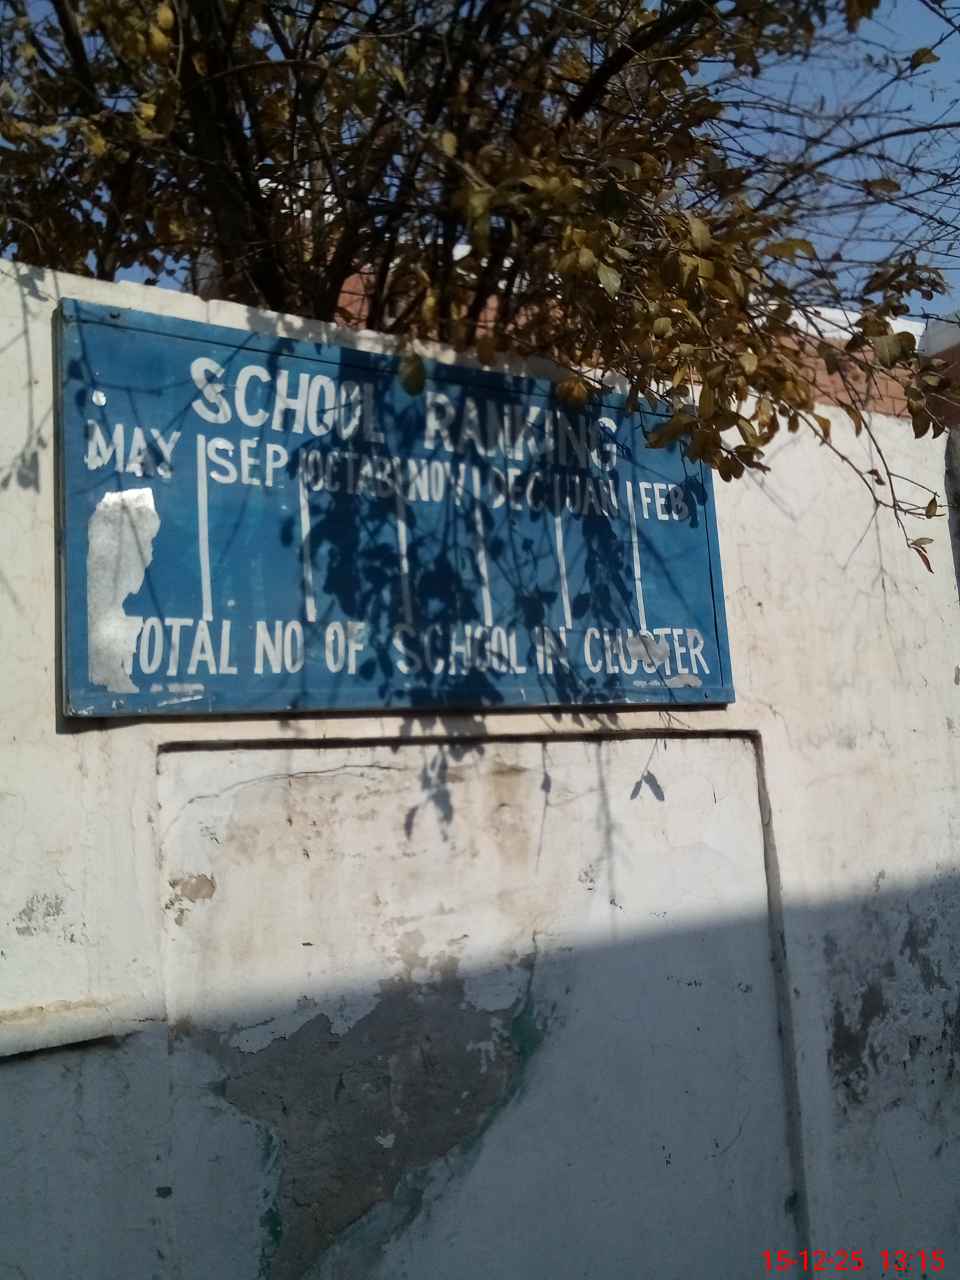 SCHOOL RANKING
MAY SEP OCTAB NOV DEC JAN FEB
TOTAL NO OF SCHOOL IN CLUSTER
15-12-25 13:15